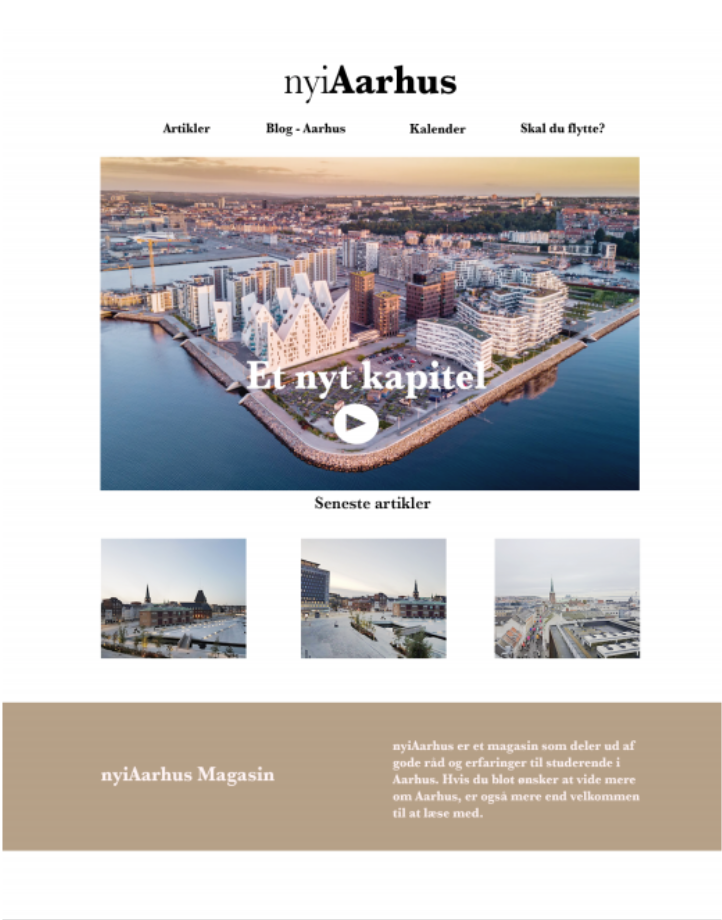 nyiAarhus
Artikler Blog - Aarhus Kalender Skal du flytte?
Et nyt kapitel
Seneste artikler
nyiAarhus Magasin
nyiAarhus er et magasin som deler ud af
gode råd og erfaringer til studerende i
Aarhus. Hvis du blot ønsker at vide mere
om Aarhus, er også mere end velkommen
til at læse med.